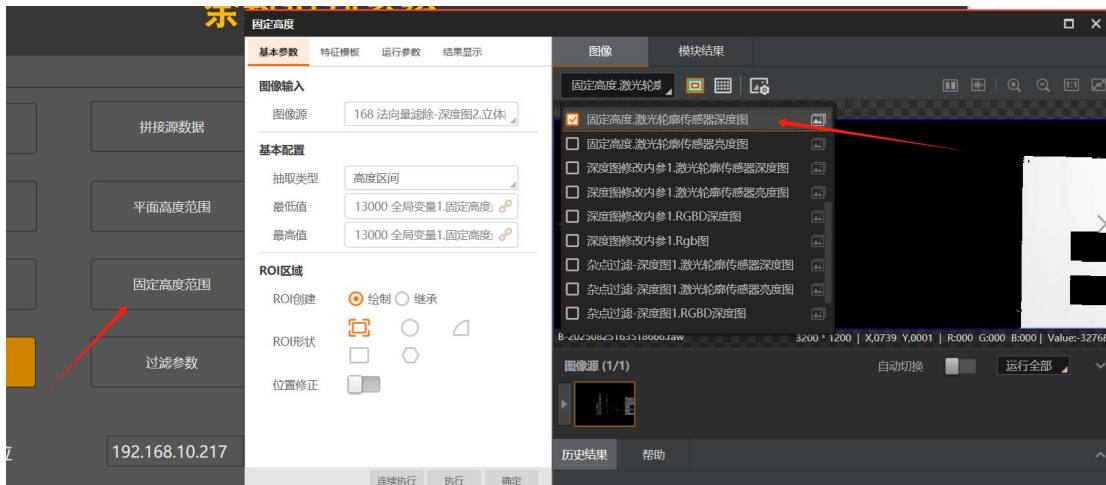 固定高度
基本参数 特征模板 运行参数 结果显示
图像输入
图像源 168 法向量滤除-深度图2.立体
基本配置
抽取类型 高度区间
最低值 13000 全局变量1.固定高度
最高值 13000 全局变量1.固定高度
ROI区域
ROI创建 绘制 继承
ROI形状
位置修正
连续执行 执行 确定
拼接源数据
平面高度范围
固定高度范围
过滤参数
192.168.10.217
图像 模块结果
固定高度.激光轮廓
1:1
固定高度.激光轮廓传感器深度图
固定高度.激光轮廓传感器亮度图
深度图修改内参1.激光轮廓传感器深度图
深度图修改内参1.激光轮廓传感器亮度图
深度图修改内参1.RGBD深度图
深度图修改内参1.Rgb图
杂点过滤-深度图1.激光轮廓传感器深度图
杂点过滤-深度图1.激光轮廓传感器亮度图
杂点过滤-深度图1.RGBD深度图
B-20250825163518666.raw 3200 * 1200 | X,0739 Y,0001 | R:000 G:000 B:000 | Value:-32768
图像源 (1/1) 自动切换 运行全部
历史结果 帮助